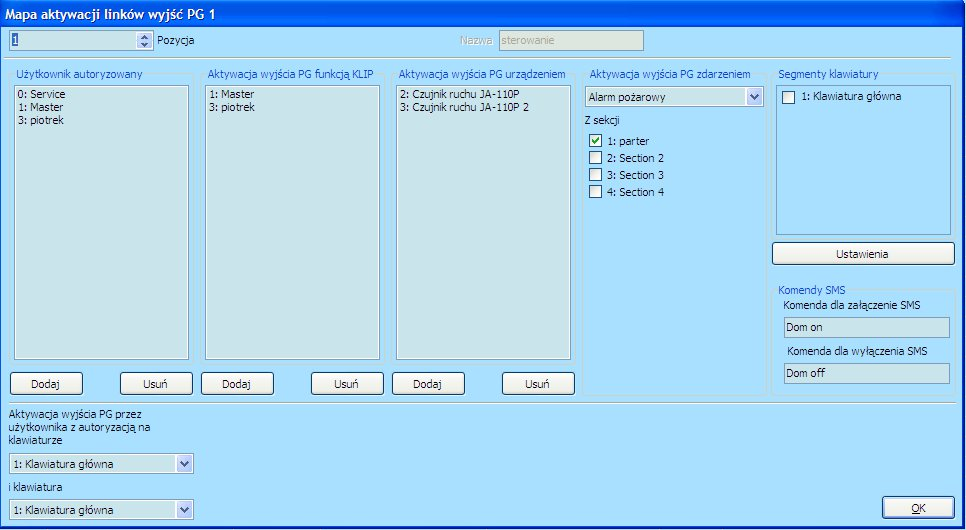 Mapa aktywacji linków wyjść PG 1
1 Pozycja
Nazwa sterowanie
Użytkownik autoryzowany
0: Service
1: Master
3: piotrek
Dodaj
Usuń
Aktywacja wyjścia PG funkcją KLIP
1: Master
3: piotrek
Dodaj
Usuń
Aktywacja wyjścia PG urządzeniem
2: Czujnik ruchu JA-110P
3: Czujnik ruchu JA-110P 2
Dodaj
Usuń
Aktywacja wyjścia PG zdarzeniem
Alarm pożarowy
Z sekcji
1: parter
2: Section 2
3: Section 3
4: Section 4
Segmenty klawiatury
1: Klawiatura główna
Ustawienia
Komendy SMS
Komenda dla załączenie SMS
Dom on
Komenda dla wyłączenia SMS
Dom off
Aktywacja wyjścia PG przez
użytkownika z autoryzacją na
klawiaturze
1: Klawiatura główna
i klawiatura
1: Klawiatura główna
OK